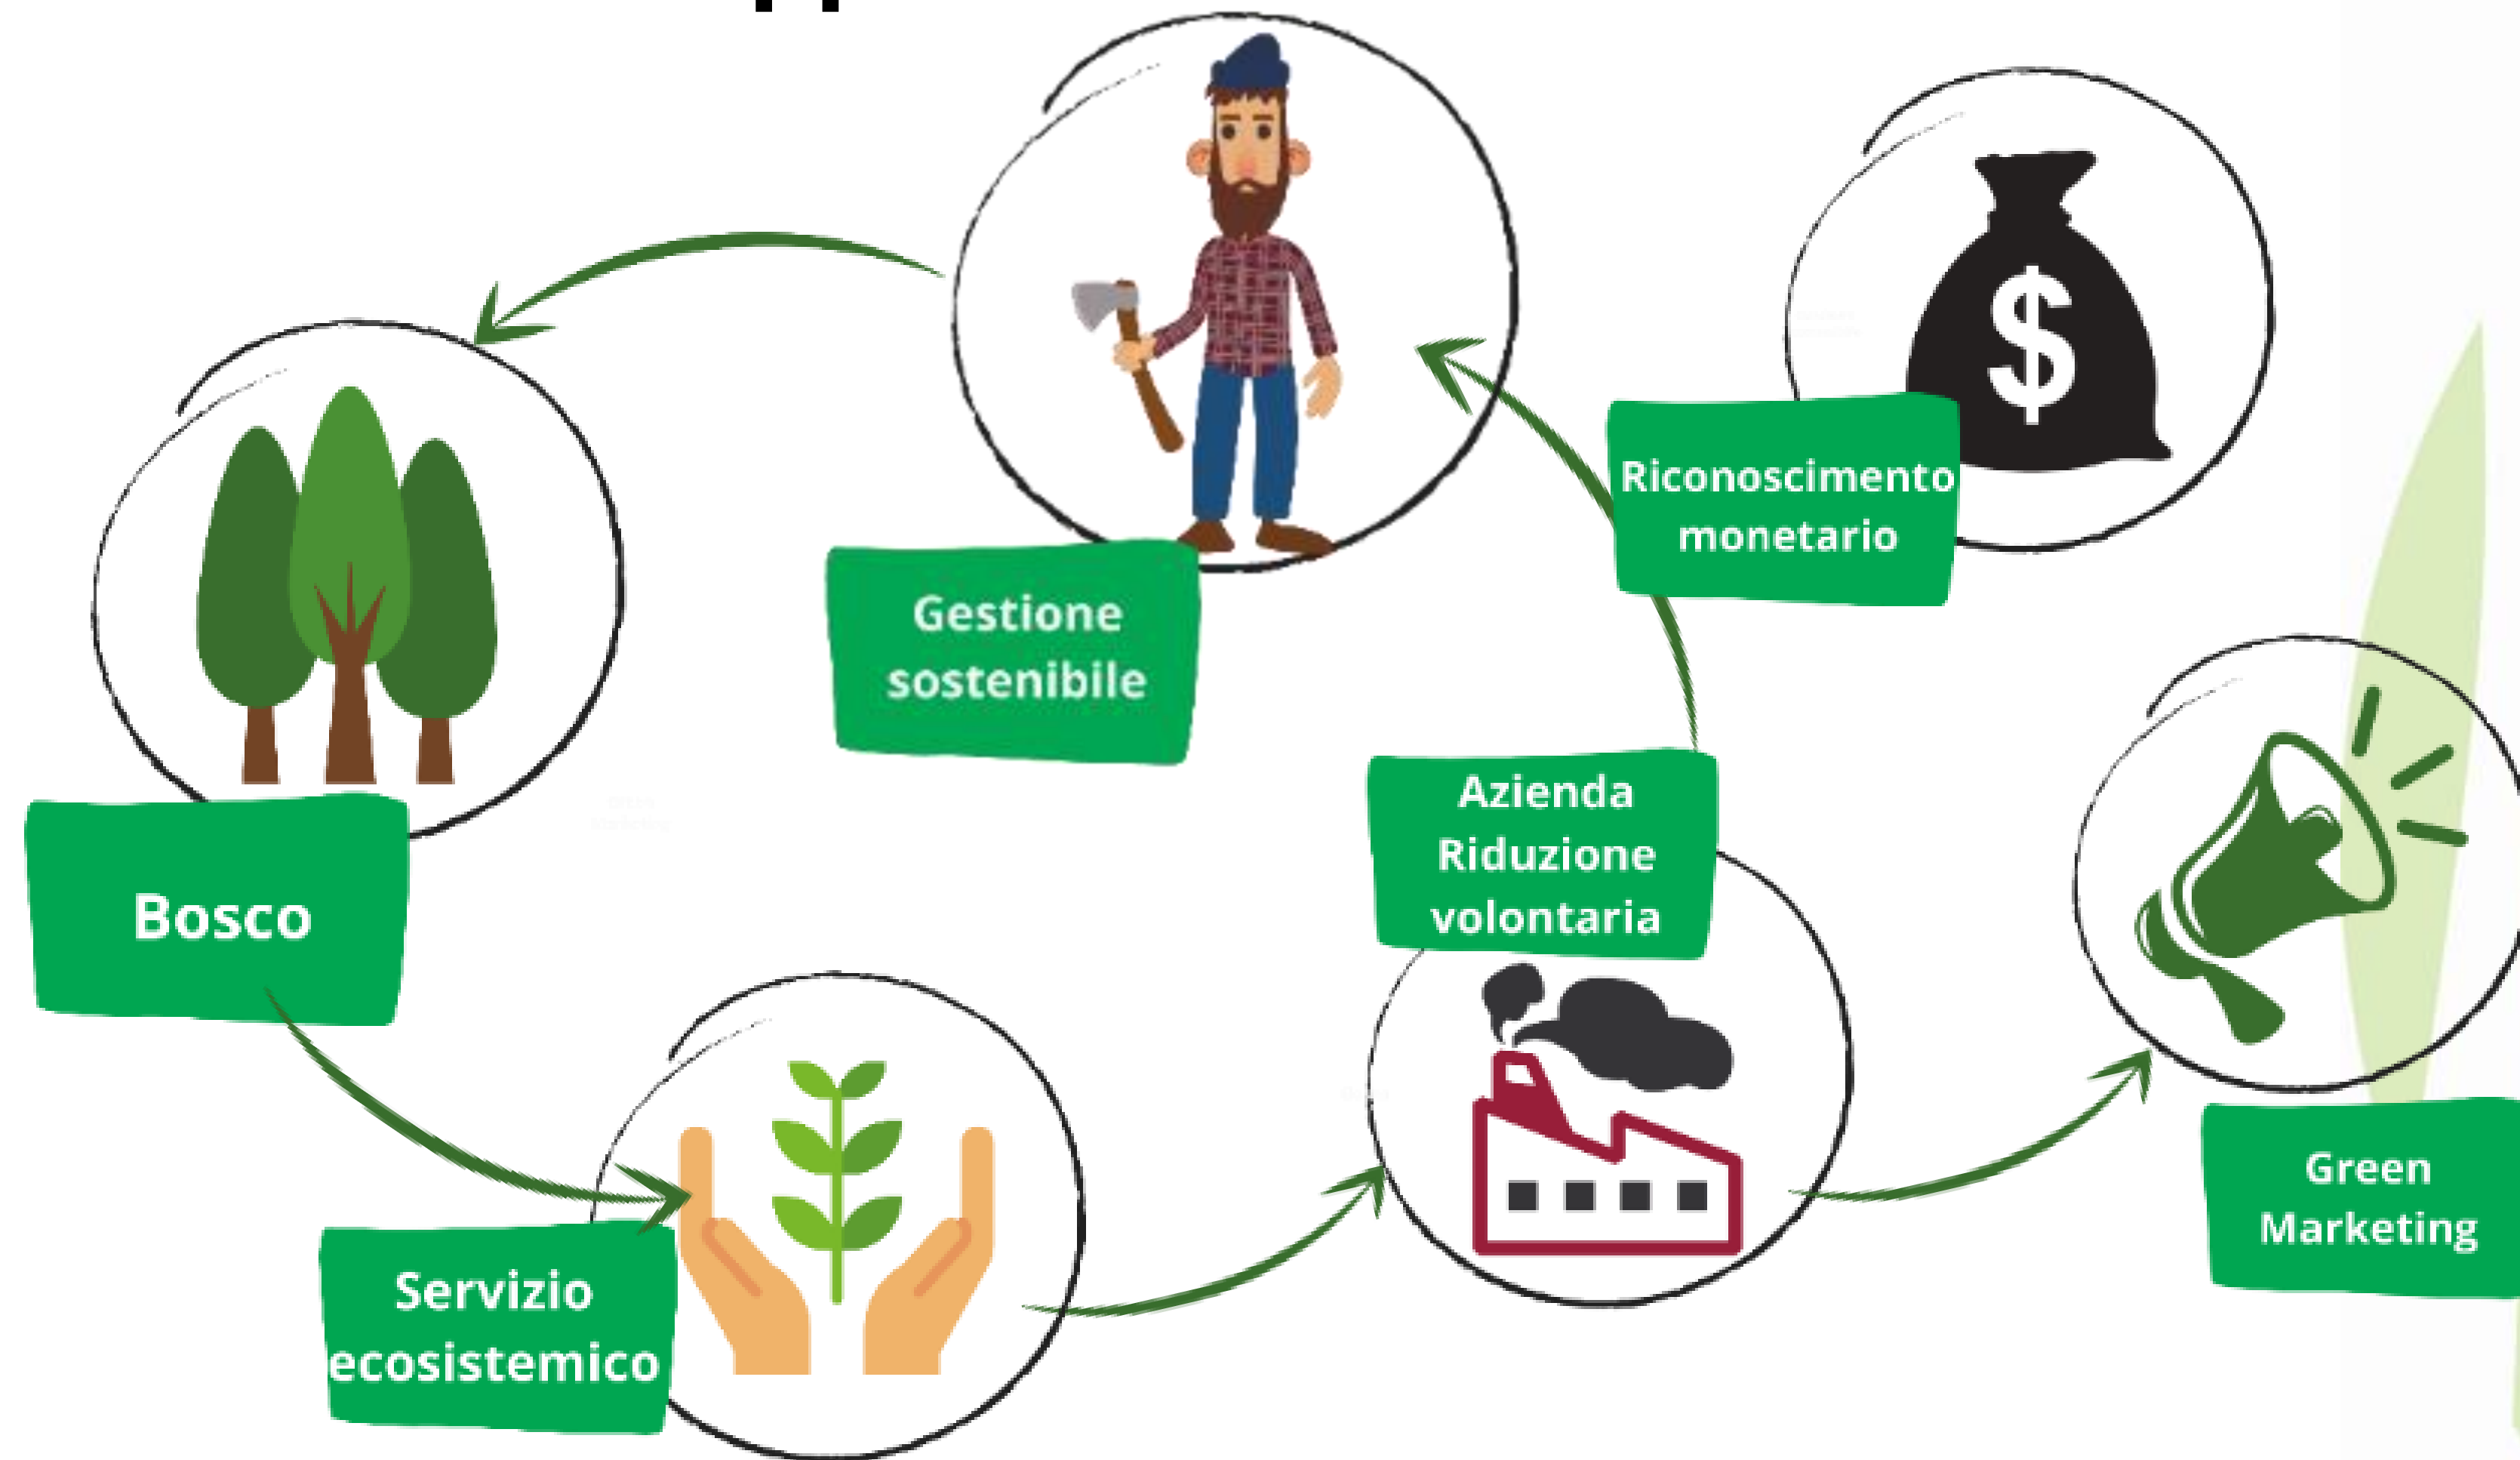 Riconoscimento
monetario
Gestione
sostenibile
Azienda
Riduzione
volontaria
Bosco
Green
Marketing
Servizio
ecosistemico